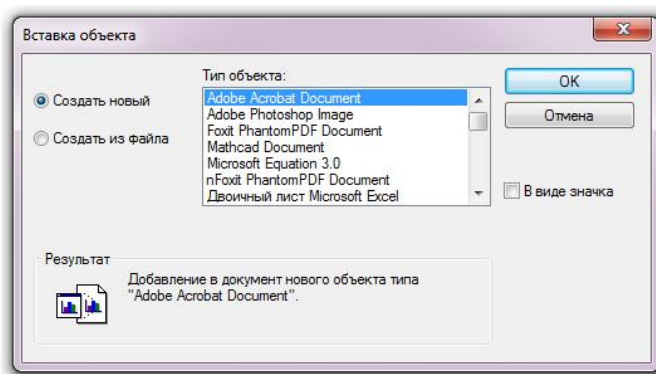 Вставка объекта
Тип объекта:
Создать новый
Создать из файла
Adobe Acrobat Document
Adobe Photoshop Image
Foxit PhantomPDF Document
Mathcad Document
Microsoft Equation 3.0
nFoxit PhantomPDF Document
Двоичный лист Microsoft Excel
OK
Отмена
В виде значка
Результат
Добавление в документ нового объекта типа
"Adobe Acrobat Document".